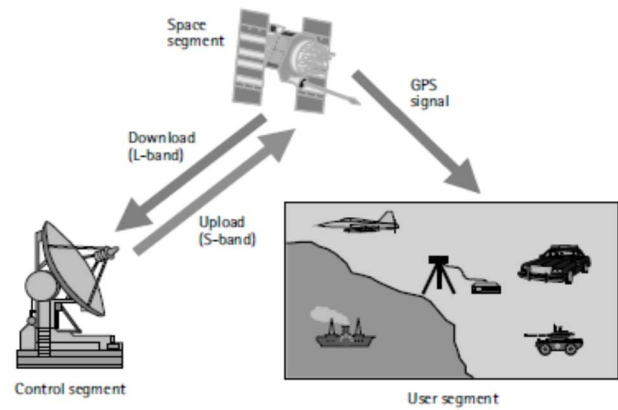 Space
segment
GPS
signal
Download
(L-band)
Upload
(S-band)
Control segment
User segment